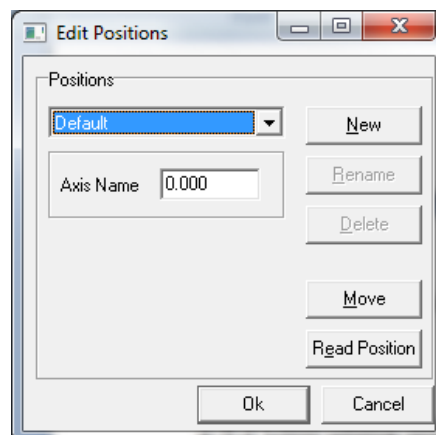 Edit Positions
Positions
Default
New
Axis Name 0.000
Rename
Delete
Move
Read Position
Ok Cancel